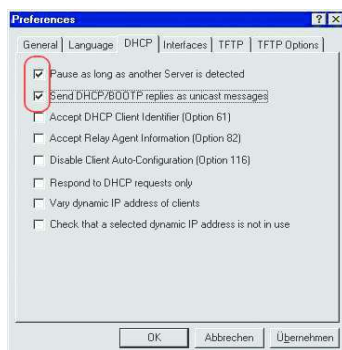 Preferences
General Language DHCP Interfaces TFTP TFTP Options
Pause as long as another Server is detected
Send DHCP/BOOTP replies as unicast messages
Accept DHCP Client Identifier (Option 61)
Accept Relay Agent Information (Option 82)
Disable Client Auto-Configuration (Option 116)
Respond to DHCP requests only
Vary dynamic IP address of clients
Check that a selected dynamic IP address is not in use
OK Abbrechen Übernehmen